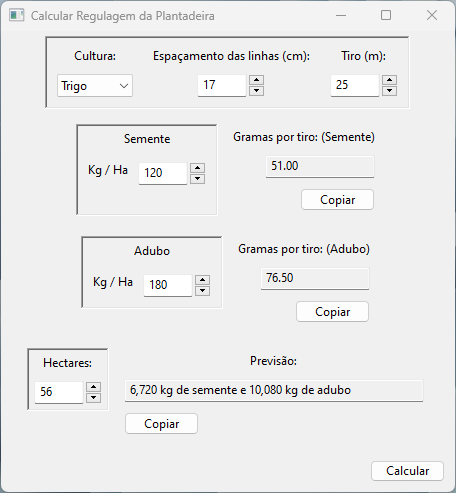 Calcular Regulagem da Plantadeira
Cultura: Espaçamento das linhas (cm): Tiro (m):
Trigo 17 25
Semente
Kg / Ha 120
Gramas por tiro: (Semente)
51.00
Copiar
Adubo
Kg / Ha 180
Gramas por tiro: (Adubo)
76.50
Copiar
Hectares:
56
Previsão:
6,720 kg de semente e 10,080 kg de adubo
Copiar
Calcular